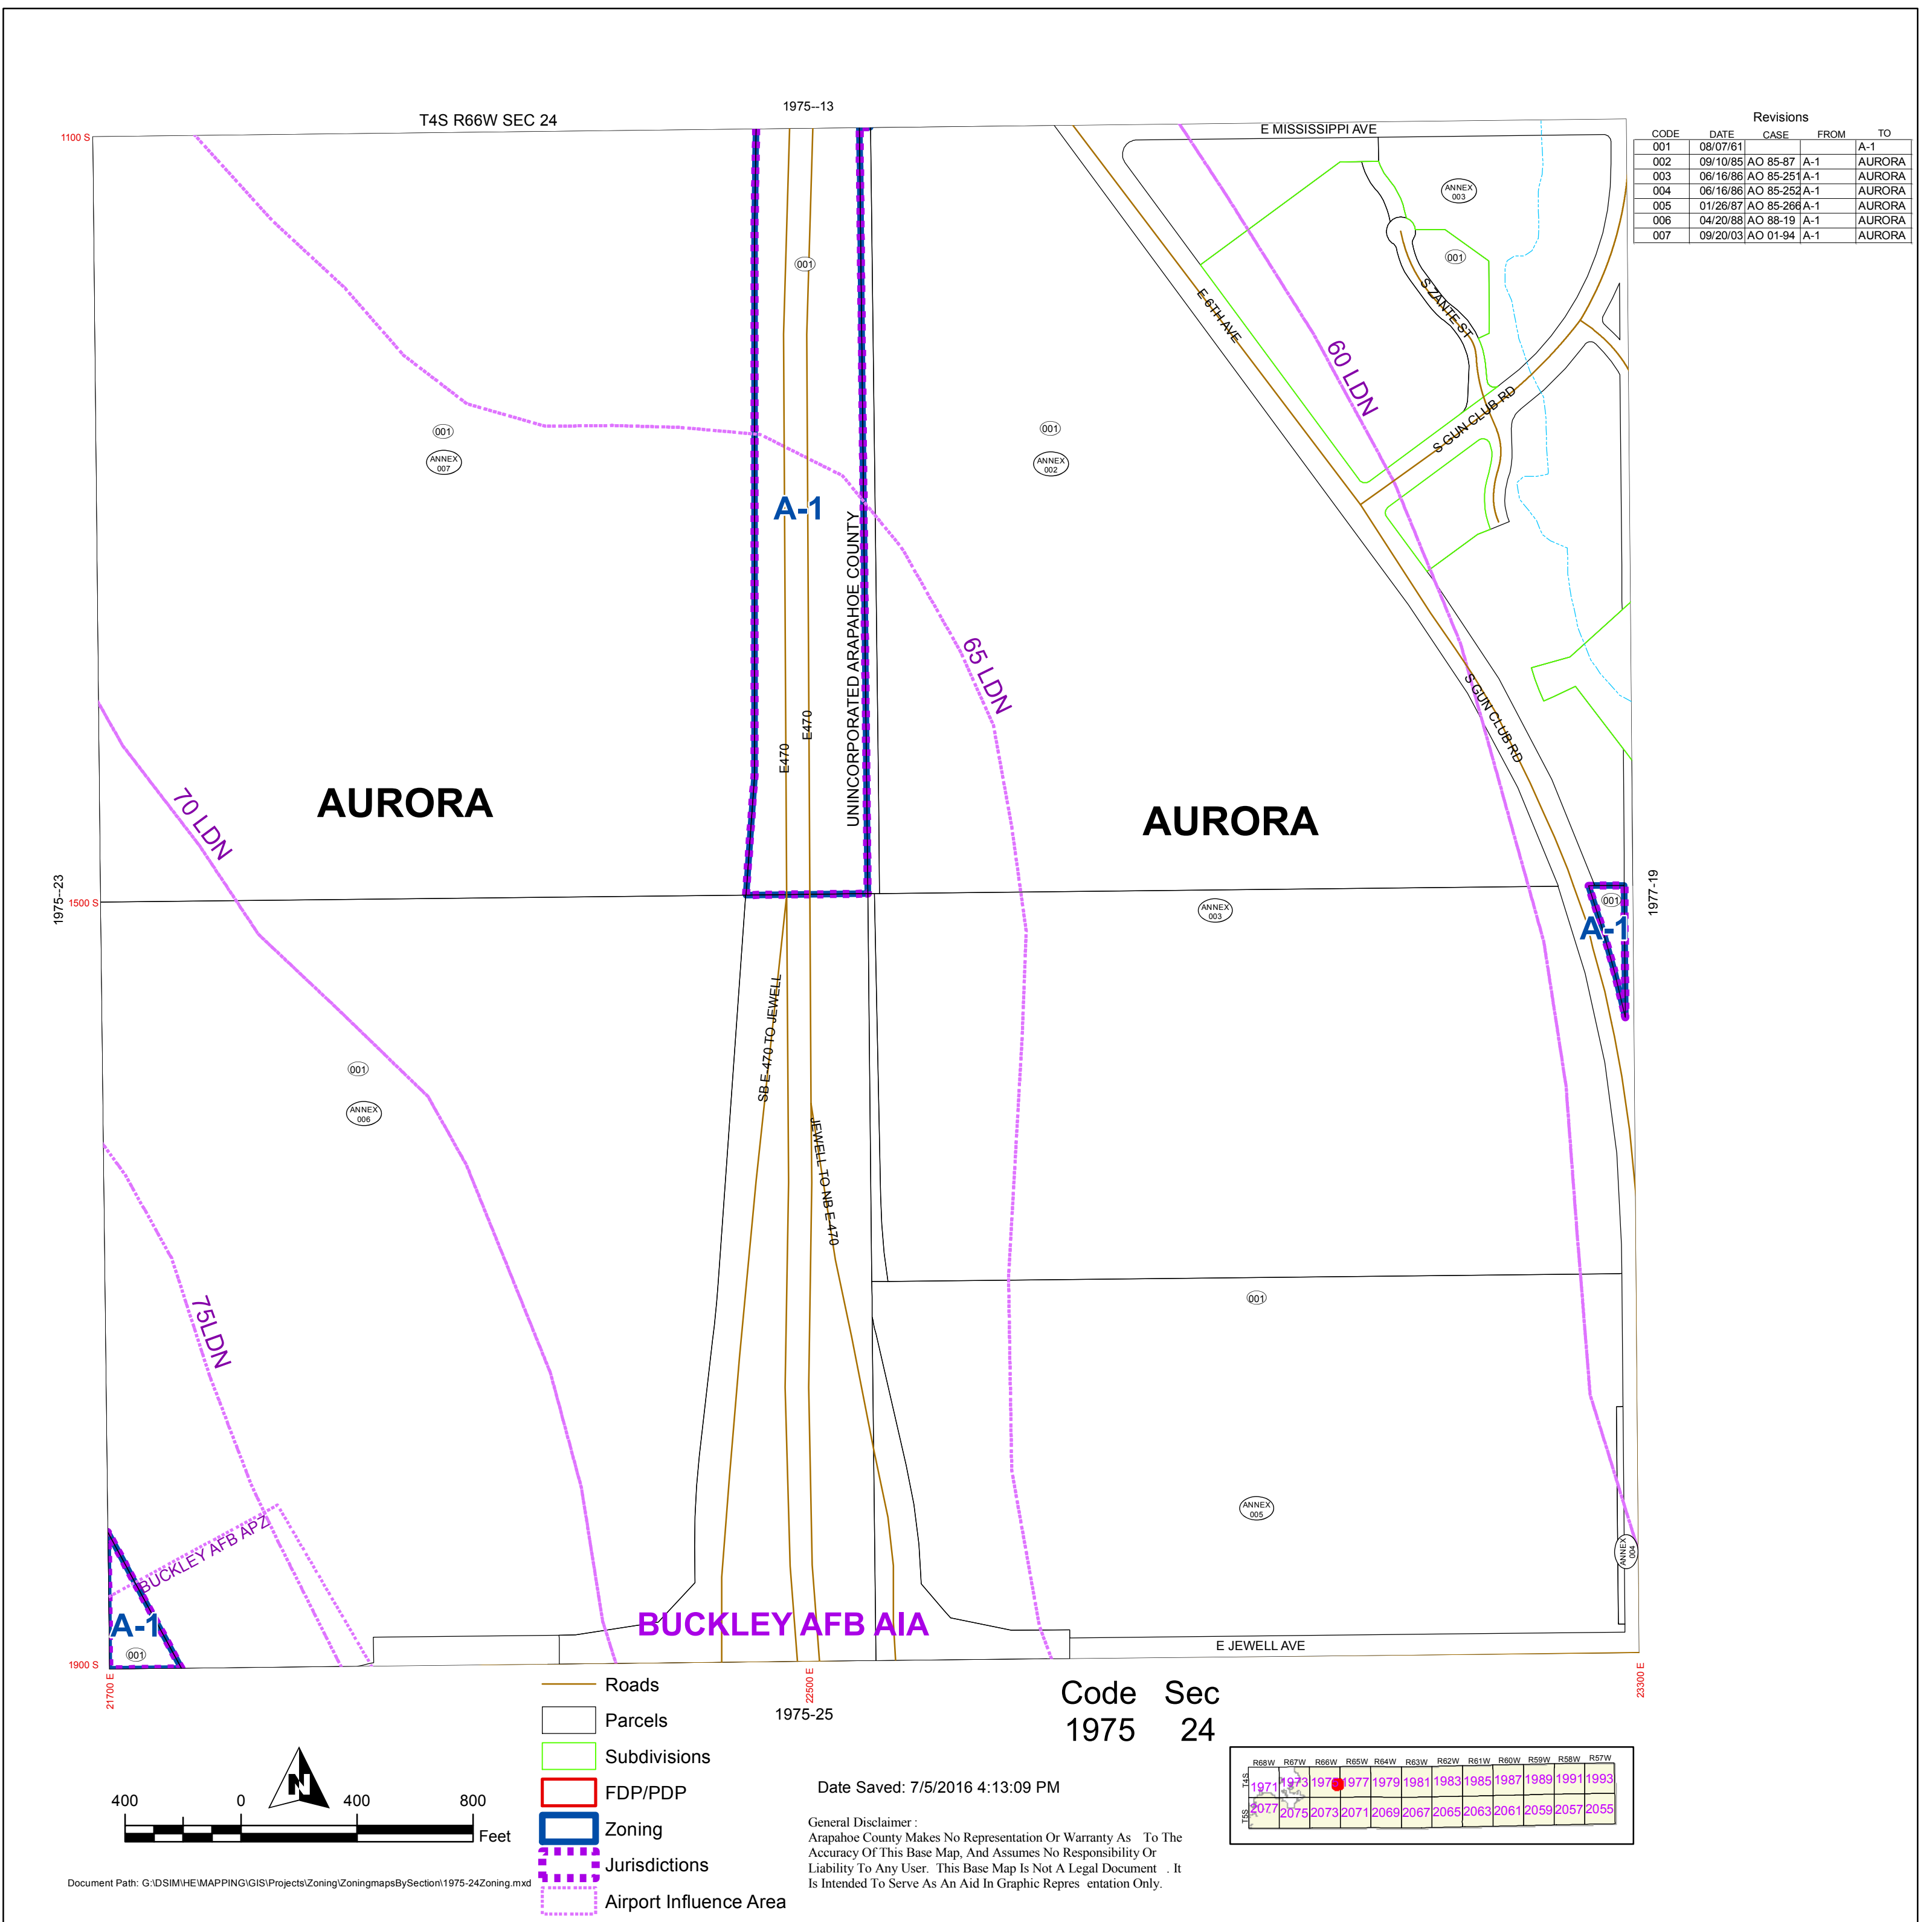 1975--13
T4S R66W SEC 24
1100 S
E MISSISSIPPI AVE
Revisions
CODE DATE CASE FROM TO
001 08/07/61 A-1
002 09/10/85 AO 85-87 A-1 AURORA
003 06/16/86 AO 85-251 A-1 AURORA
004 06/16/86 AO 85-252 A-1 AURORA
005 01/26/87 AO 85-266 A-1 AURORA
006 04/20/88 AO 88-19 A-1 AURORA
007 09/20/03 AO 01-94 A-1 AURORA
ANNEX
003
001
001
S ZANTE ST
E 6TH AVE
60 LDN
S GUN CLUB RD
001
ANNEX
007
001
ANNEX
002
A-1
UNINCORPORATED ARAPAHOE COUNTY
65 LDN
S GUN CLUB RD
E470
E470
70 LDN
AURORA
AURORA
1975--23
1500 S
ANNEX
003
001
A-1
1977-19
SB E-470 TO JEWELL
JEWELL TO NB E-470
001
ANNEX
006
75LDN
001
ANNEX
005
ANNEX
004
BUCKLEY AFB APZ
A-1
001
BUCKLEY AFB AIA
E JEWELL AVE
1900 S
21700 E
22500 E
23300 E
1975-25
Roads
Parcels
Subdivisions
FDP/PDP
Zoning
Jurisdictions
Airport Influence Area
Code Sec
1975 24
N
400 0 400 800
Feet
Date Saved: 7/5/2016 4:13:09 PM
General Disclaimer :
Arapahoe County Makes No Representation Or Warranty As To The
Accuracy Of This Base Map, And Assumes No Responsibility Or
Liability To Any User. This Base Map Is Not A Legal Document . It
Is Intended To Serve As An Aid In Graphic Repres entation Only.
Document Path: G:\DSIM\HE\MAPPING\GIS\Projects\Zoning\ZoningmapsBySection\1975-24Zoning.mxd
R68W R67W R66W R65W R64W R63W R62W R61W R60W R59W R58W R57W
T4S
1971 1973 1975 1977 1979 1981 1983 1985 1987 1989 1991 1993
T5S
2077 2075 2073 2071 2069 2067 2065 2063 2061 2059 2057 2055